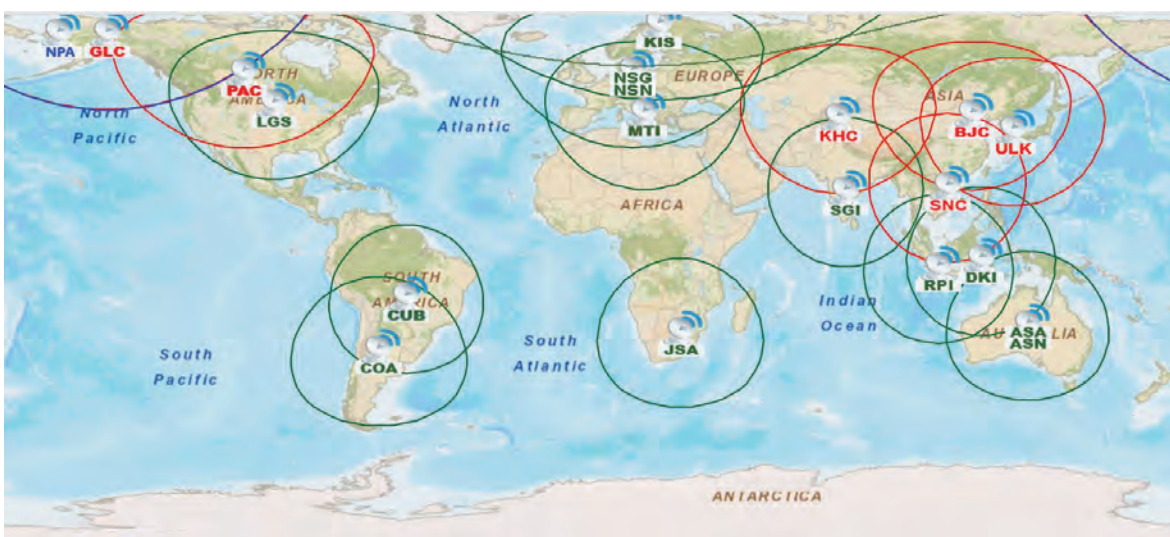 NPA
GLC
PAC
NORTH
AMERICA
LGS
North
Pacific
North
Atlantic
KIS
NSG
NSN
EUROPE
MTI
AFRICA
ASIA
KHC
BJC
ULK
SGI
SNC
RPI
DKI
Indian
Ocean
ASA
ASN
SOUTH
AMERICA
CUB
COA
South
Pacific
South
Atlantic
JSA
ANTARCTICA